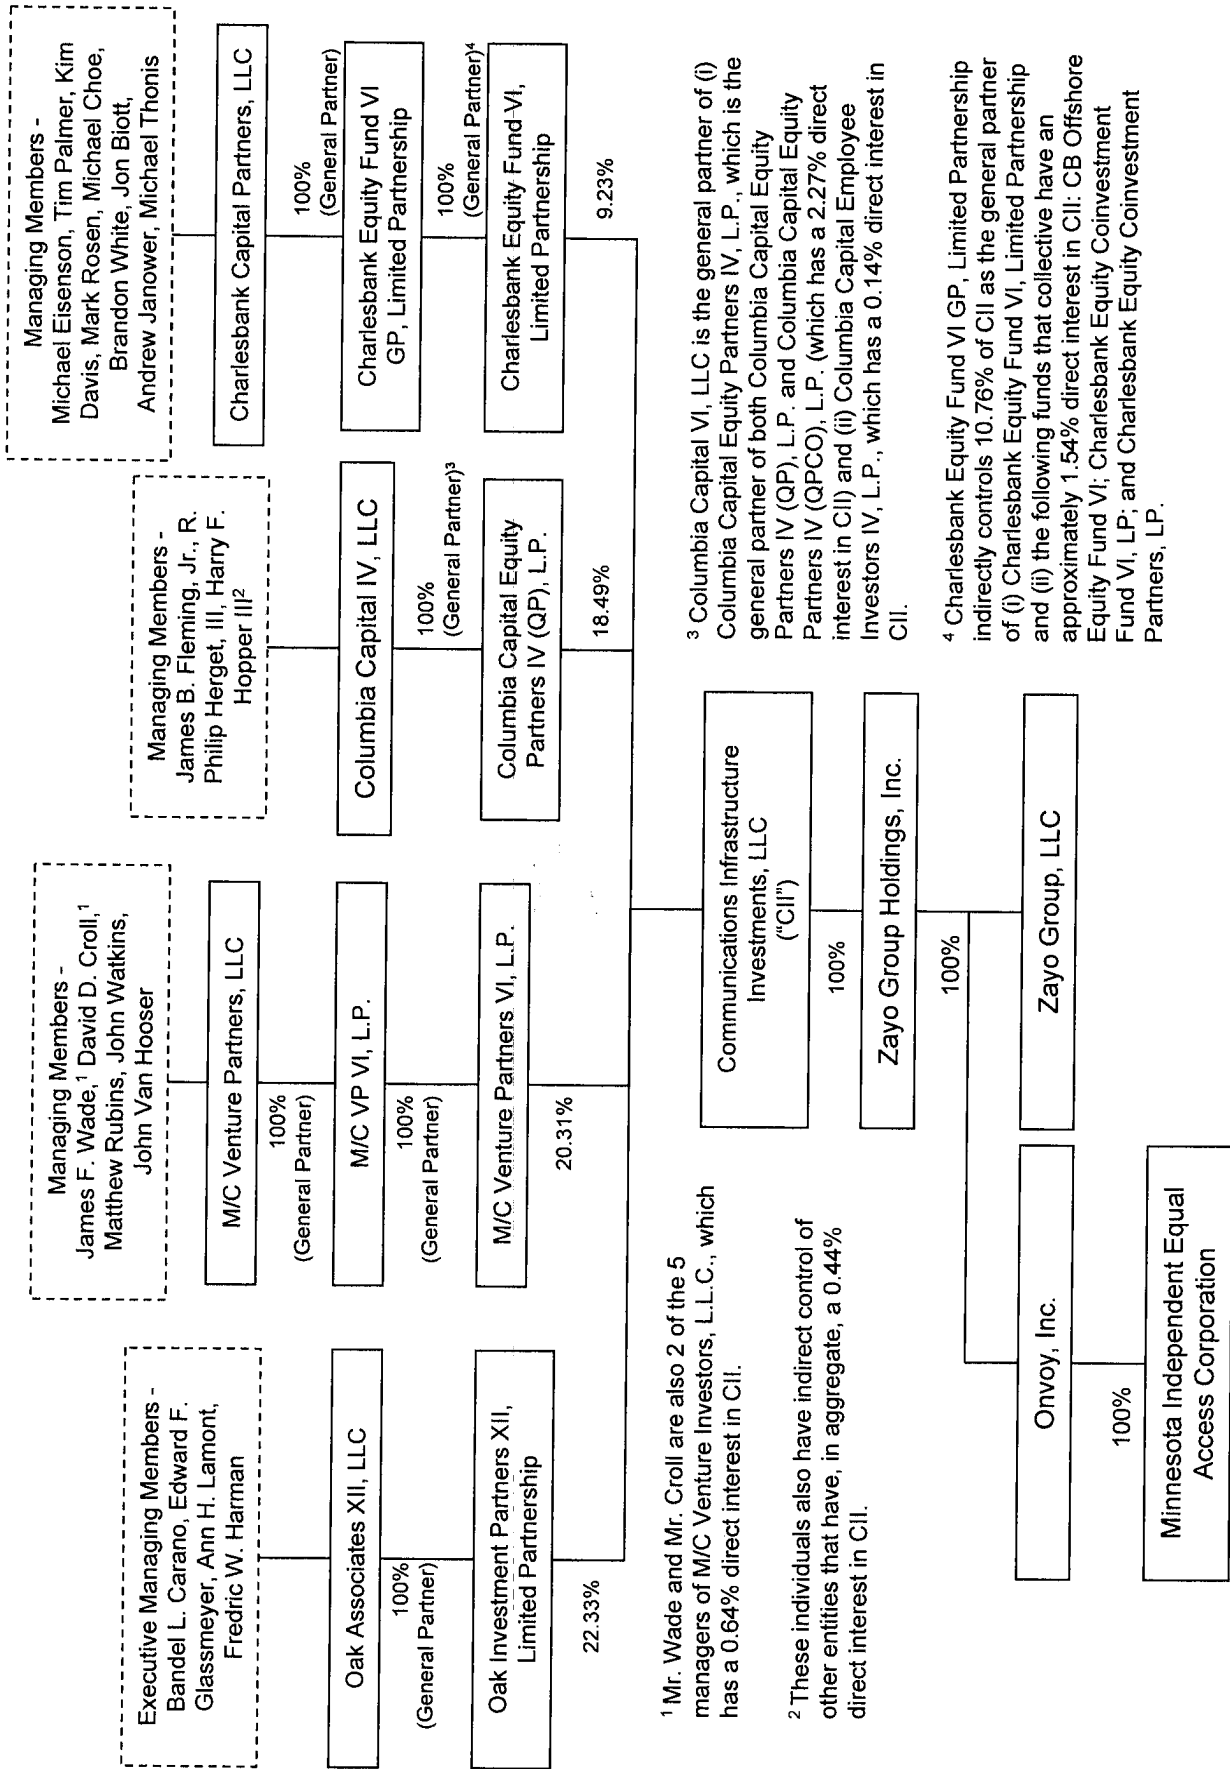 Executive Managing Members -
Bandel L. Carano, Edward F.
Glassmeyer, Ann H. Lamont,
Fredric W. Harman
Oak Associates XII, LLC
100%
(General Partner)
Oak Investment Partners XII,
Limited Partnership
22.33%
Managing Members -
James F. Wade,¹ David D. Croll,¹
Matthew Rubins, John Watkins,
John Van Hooser
M/C Venture Partners, LLC
100%
(General Partner)
M/C VP VI, L.P.
100%
(General Partner)
M/C Venture Partners VI, L.P.
20.31%
Managing Members -
James B. Fleming, Jr., R.
Philip Herget, III, Harry F.
Hopper III²
Columbia Capital IV, LLC
100%
(General Partner)³
Columbia Capital Equity
Partners IV (QP), L.P.
18.49%
Managing Members -
Michael Eisenson, Tim Palmer, Kim
Davis, Mark Rosen, Michael Choe,
Brandon White, Jon Biott,
Andrew Janower, Michael Thonis
Charlesbank Capital Partners, LLC
100%
(General Partner)
Charlesbank Equity Fund VI
GP, Limited Partnership
100%
(General Partner)⁴
Charlesbank Equity Fund VI,
Limited Partnership
9.23%
Communications Infrastructure
Investments, LLC
("CII")
100%
Zayo Group Holdings, Inc.
100%
Onvoy, Inc.
Zayo Group, LLC
100%
Minnesota Independent Equal
Access Corporation
¹ Mr. Wade and Mr. Croll are also 2 of the 5
managers of M/C Venture Investors, L.L.C., which
has a 0.64% direct interest in CII.
² These individuals also have indirect control of
other entities that have, in aggregate, a 0.44%
direct interest in CII.
³ Columbia Capital VI, LLC is the general partner of (i)
Columbia Capital Equity Partners IV, L.P., which is the
general partner of both Columbia Capital Equity
Partners IV (QP), L.P. and Columbia Capital Equity
Partners IV (QPCO), L.P. (which has a 2.27% direct
interest in CII) and (ii) Columbia Capital Employee
Investors IV, L.P., which has a 0.14% direct interest in
CII.
⁴ Charlesbank Equity Fund VI GP, Limited Partnership
indirectly controls 10.76% of CII as the general partner
of (i) Charlesbank Equity Fund VI, Limited Partnership
and (ii) the following funds that collective have an
approximately 1.54% direct interest in CII: CB Offshore
Equity Fund VI; Charlesbank Equity Coinvestment
Fund VI, LP; and Charlesbank Equity Coinvestment
Partners, LP.